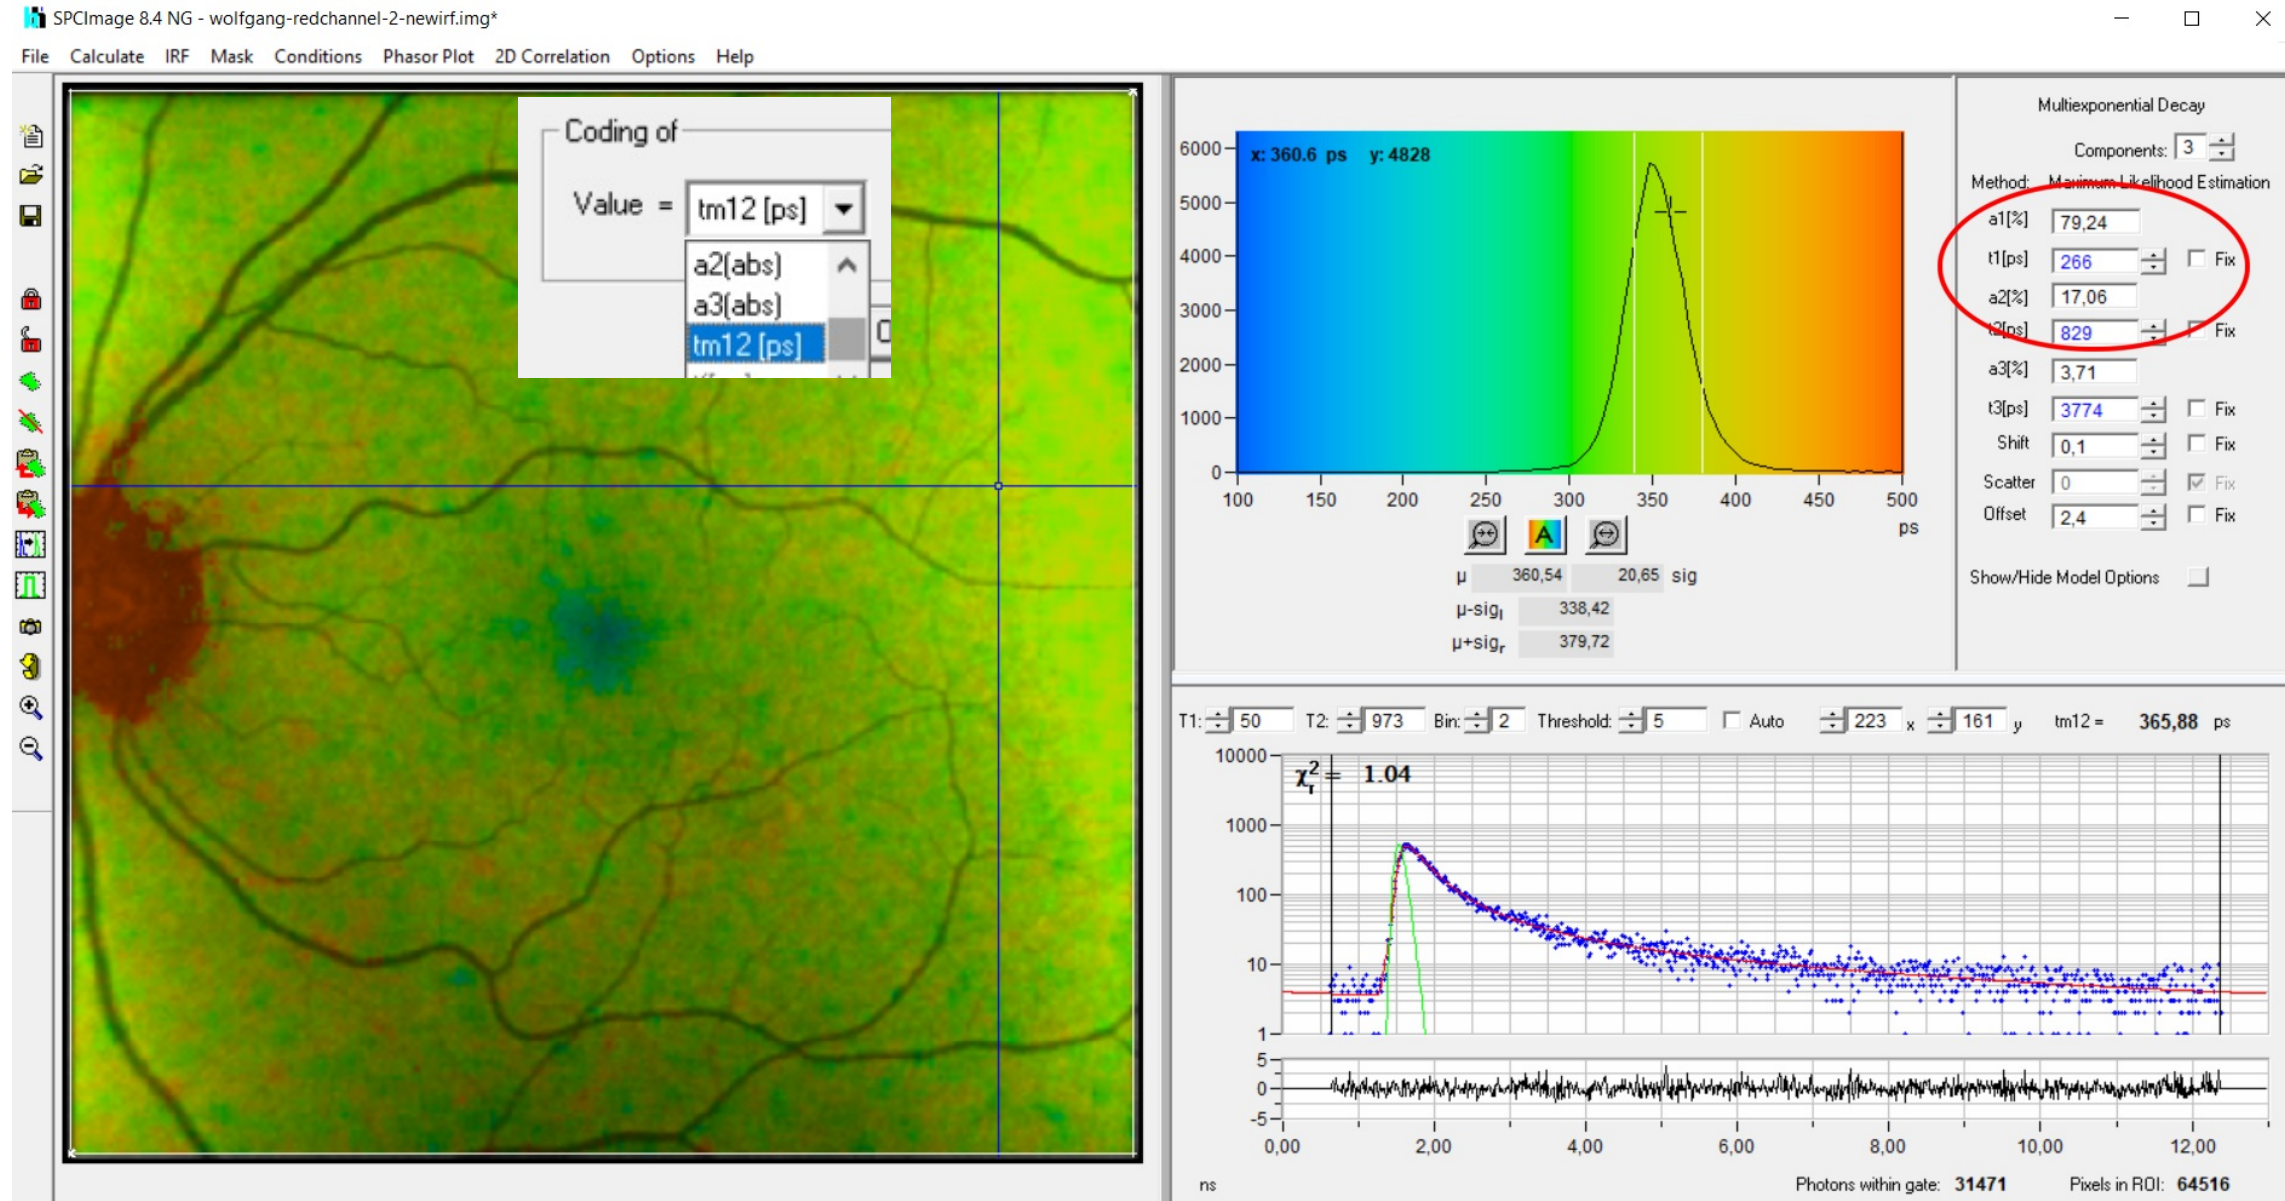 SPCImage 8.4 NG - wolfgang-redchannel-2-newirf.img*
File Calculate IRF Mask Conditions Phasor Plot 2D Correlation Options Help
Coding of
Value = tm12 [ps]
a2(abs)
a3(abs)
tm12 [ps]
x: 360.6 ps y: 4828
6000
5000
4000
3000
2000
1000
0
100 150 200 250 300 350 400 450 500
ps
A
µ 360,54 20,65 sig
µ-sigl 338,42
µ+sigr 379,72
Multiexponential Decay
Components: 3
Method: Maximum Likelihood Estimation
a1[%] 79,24
t1[ps] 266 Fix
a2[%] 17,06
t2[ps] 829 Fix
a3[%] 3,71
t3[ps] 3774 Fix
Shift 0,1 Fix
Scatter 0 Fix
Offset 2,4 Fix
Show/Hide Model Options
T1: 50 T2: 973 Bin: 2 Threshold: 5 Auto 223 x 161 y tm12 = 365,88 ps
χ²r = 1.04
10000
1000
100
10
1
5
0
-5
0,00 2,00 4,00 6,00 8,00 10,00 12,00
ns Photons within gate: 31471 Pixels in ROI: 64516